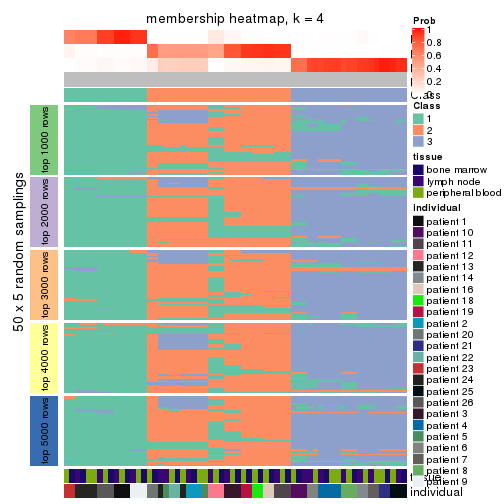 membership heatmap, k = 4
50 x 5 random samplings
top 1000 rows
top 2000 rows
top 3000 rows
top 4000 rows
top 5000 rows
Prob
1
0.8
0.6
0.4
0.2
0
Class
Class
1
2
3
tissue
bone marrow
lymph node
peripheral blood
individual
patient 1
patient 10
patient 11
patient 12
patient 13
patient 14
patient 16
patient 18
patient 19
patient 2
patient 20
patient 21
patient 22
patient 23
patient 24
patient 25
patient 26
patient 3
patient 4
patient 5
patient 6
patient 7
patient 8
patient 9
individual